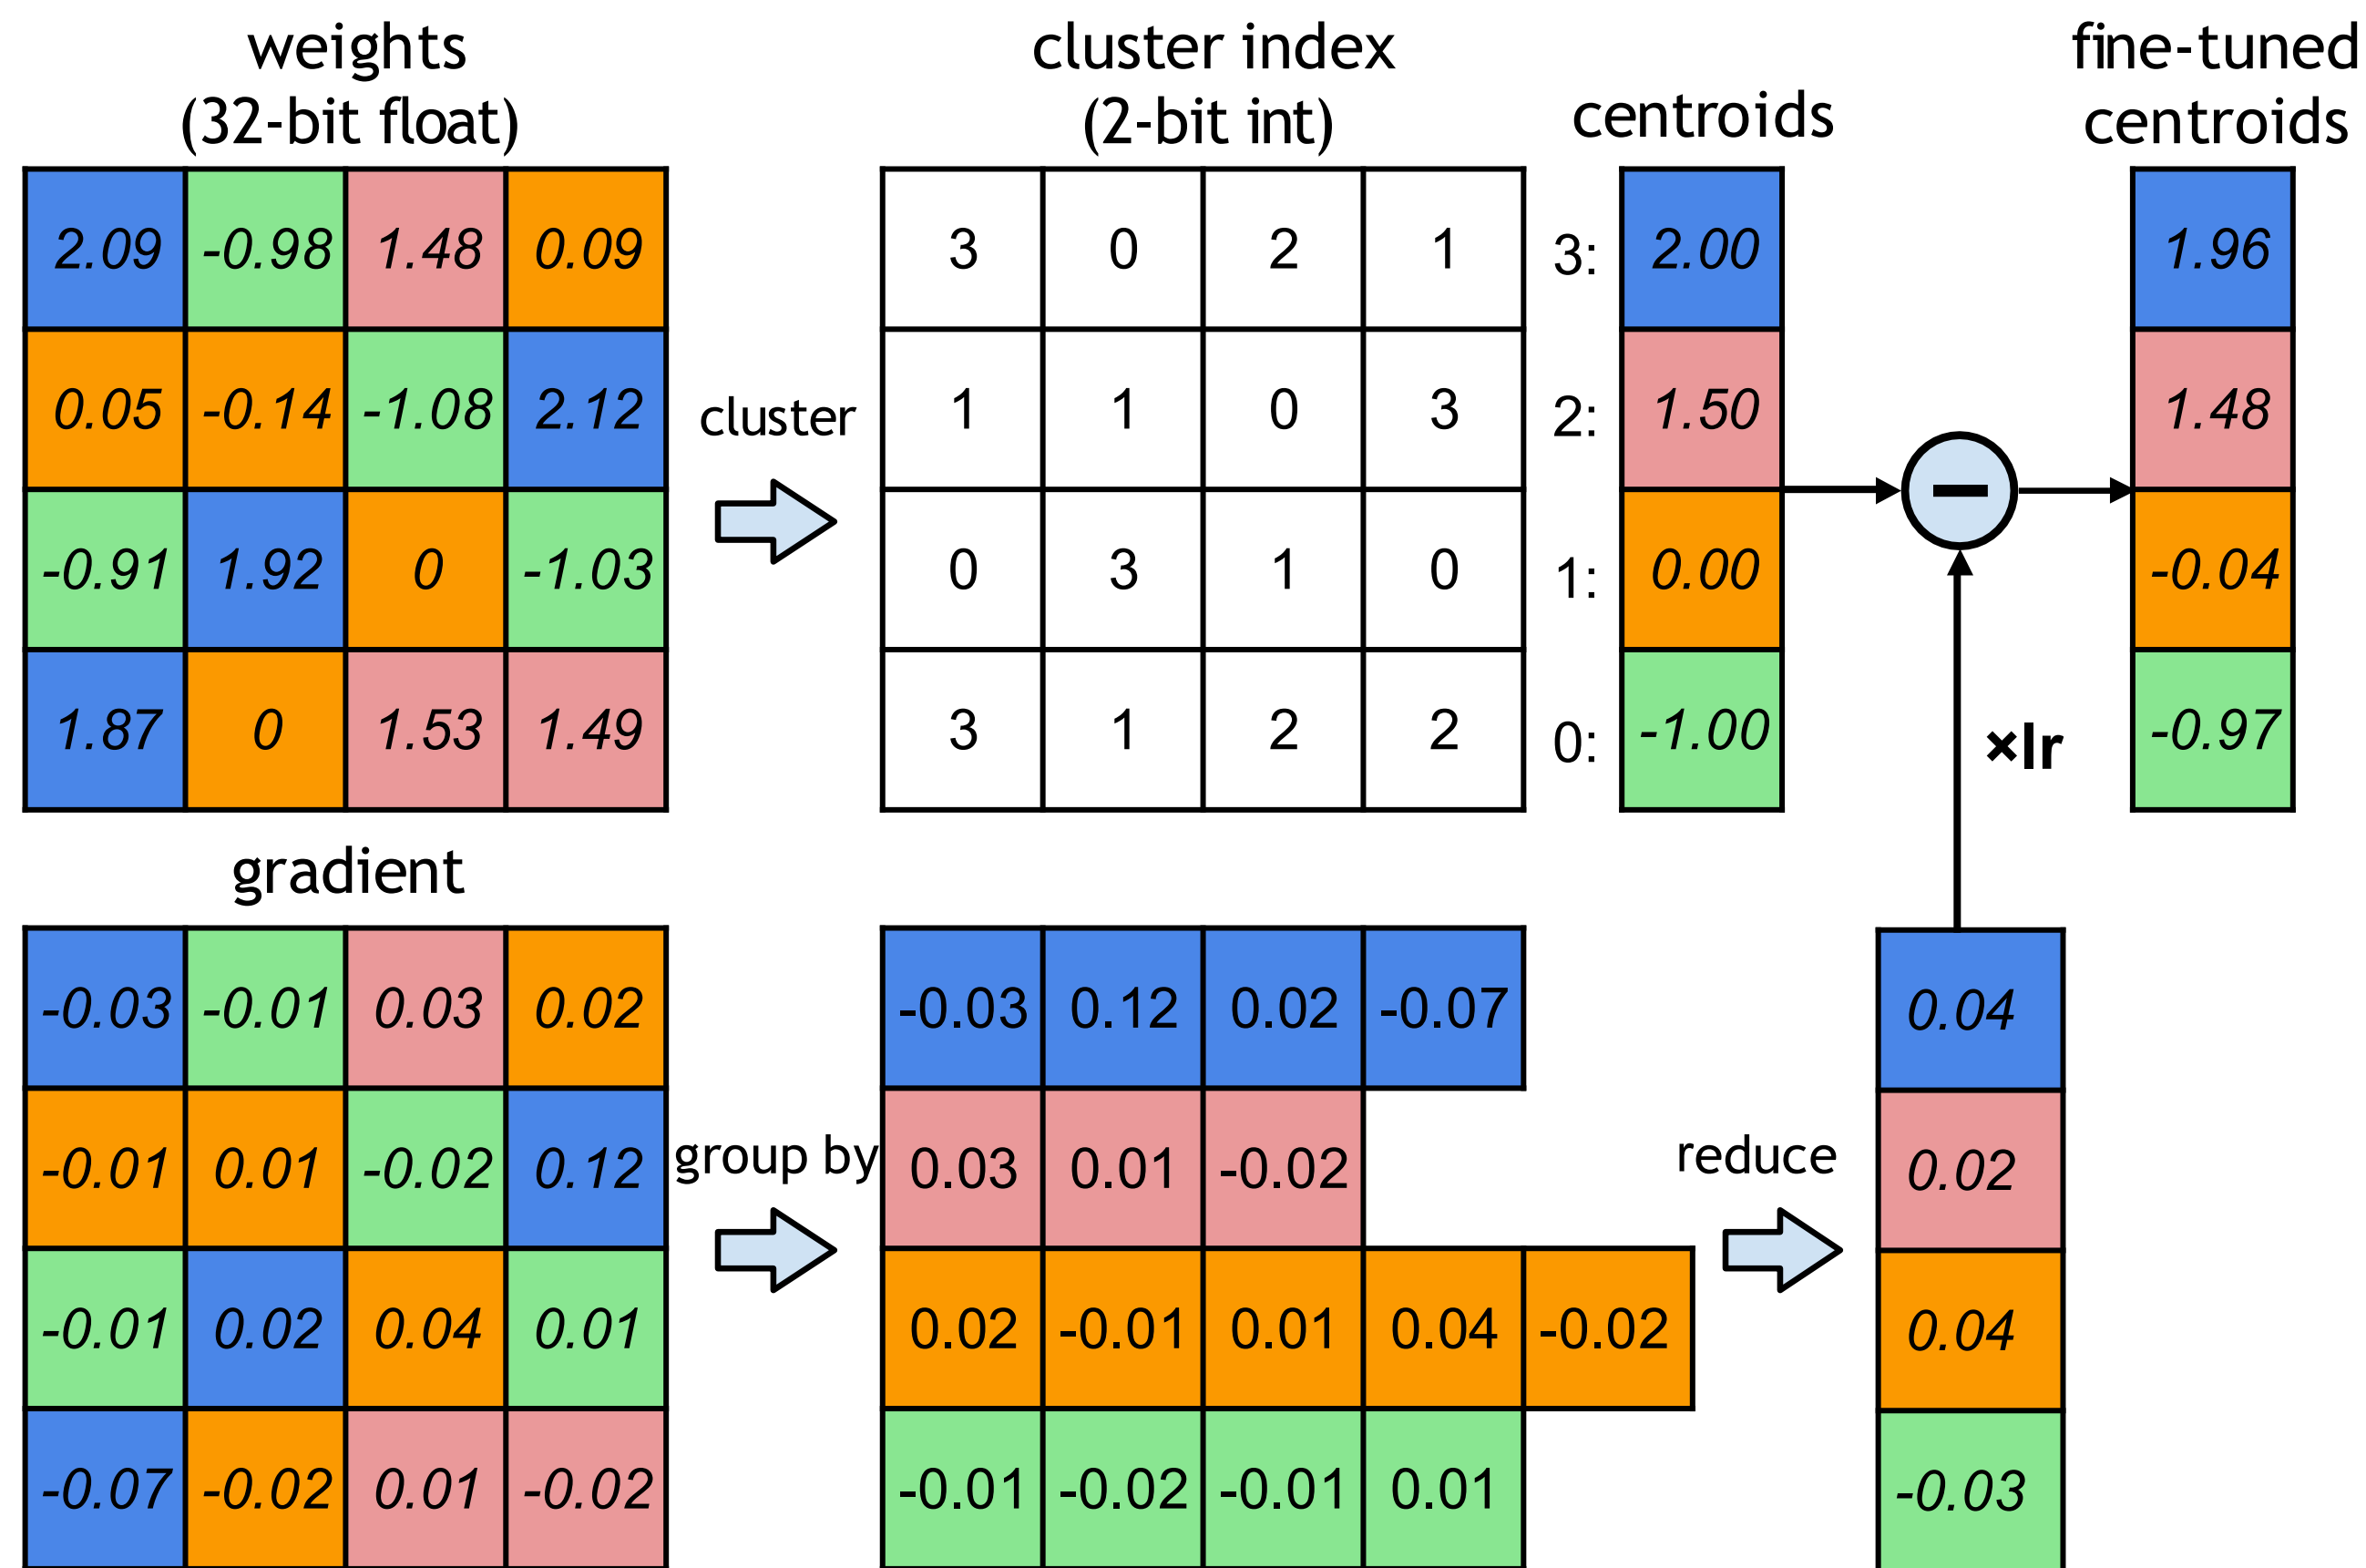 weights
(32-bit float)
cluster index
(2-bit int)
centroids
fine-tuned
centroids
2.09 -0.98 1.48 0.09
0.05 -0.14 -1.08 2.12
-0.91 1.92 0 -1.03
1.87 0 1.53 1.49
cluster
3 0 2 1
1 1 0 3
0 3 1 0
3 1 2 2
3: 2.00
2: 1.50
1: 0.00
0: -1.00
×lr
1.96
1.48
-0.04
-0.97
gradient
-0.03 -0.01 0.03 0.02
-0.01 0.01 -0.02 0.12
-0.01 0.02 0.04 0.01
-0.07 -0.02 0.01 -0.02
group by
-0.03 0.12 0.02 -0.07
0.03 0.01 -0.02
0.02 -0.01 0.01 0.04 -0.02
-0.01 -0.02 -0.01 0.01
reduce
0.04
0.02
0.04
-0.03